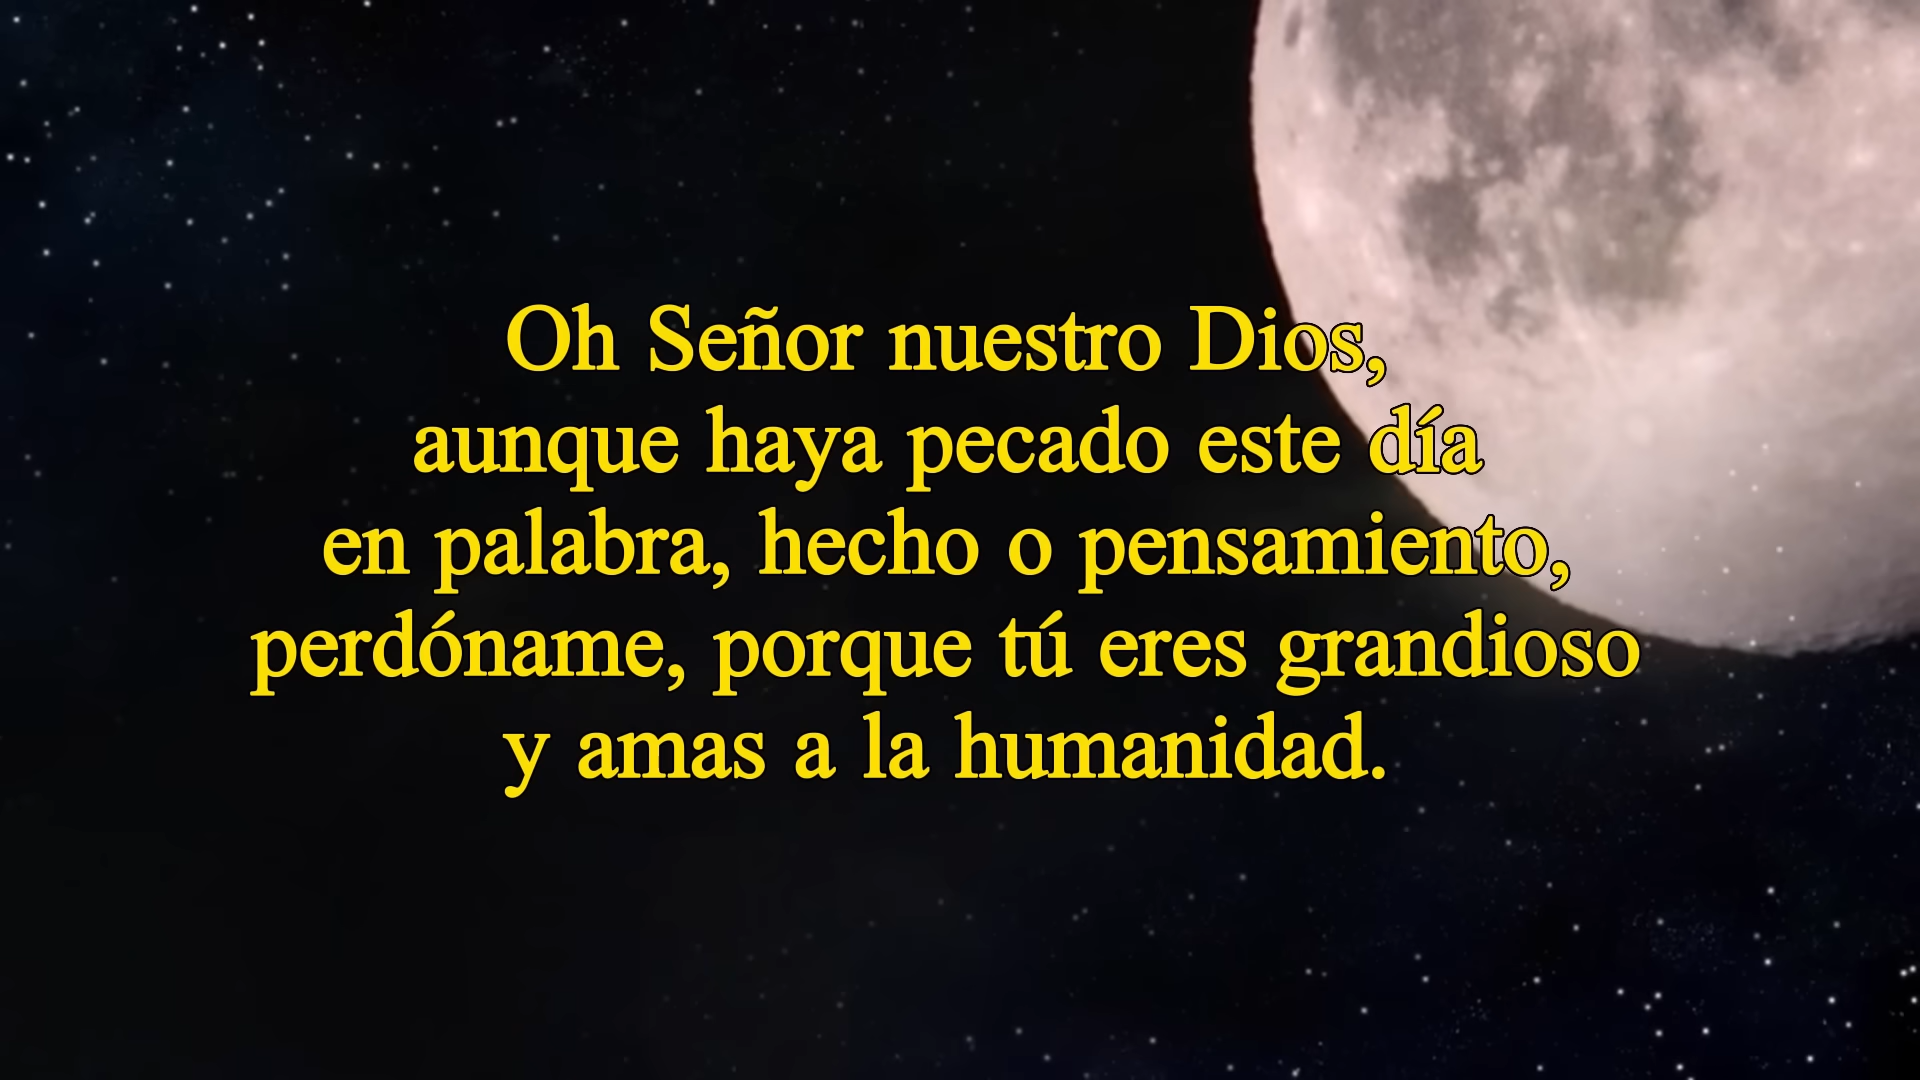 Oh Señor nuestro Dios,
aunque haya pecado este día
en palabra, hecho o pensamiento,
perdóname, porque tú eres grandioso
y amas a la humanidad.